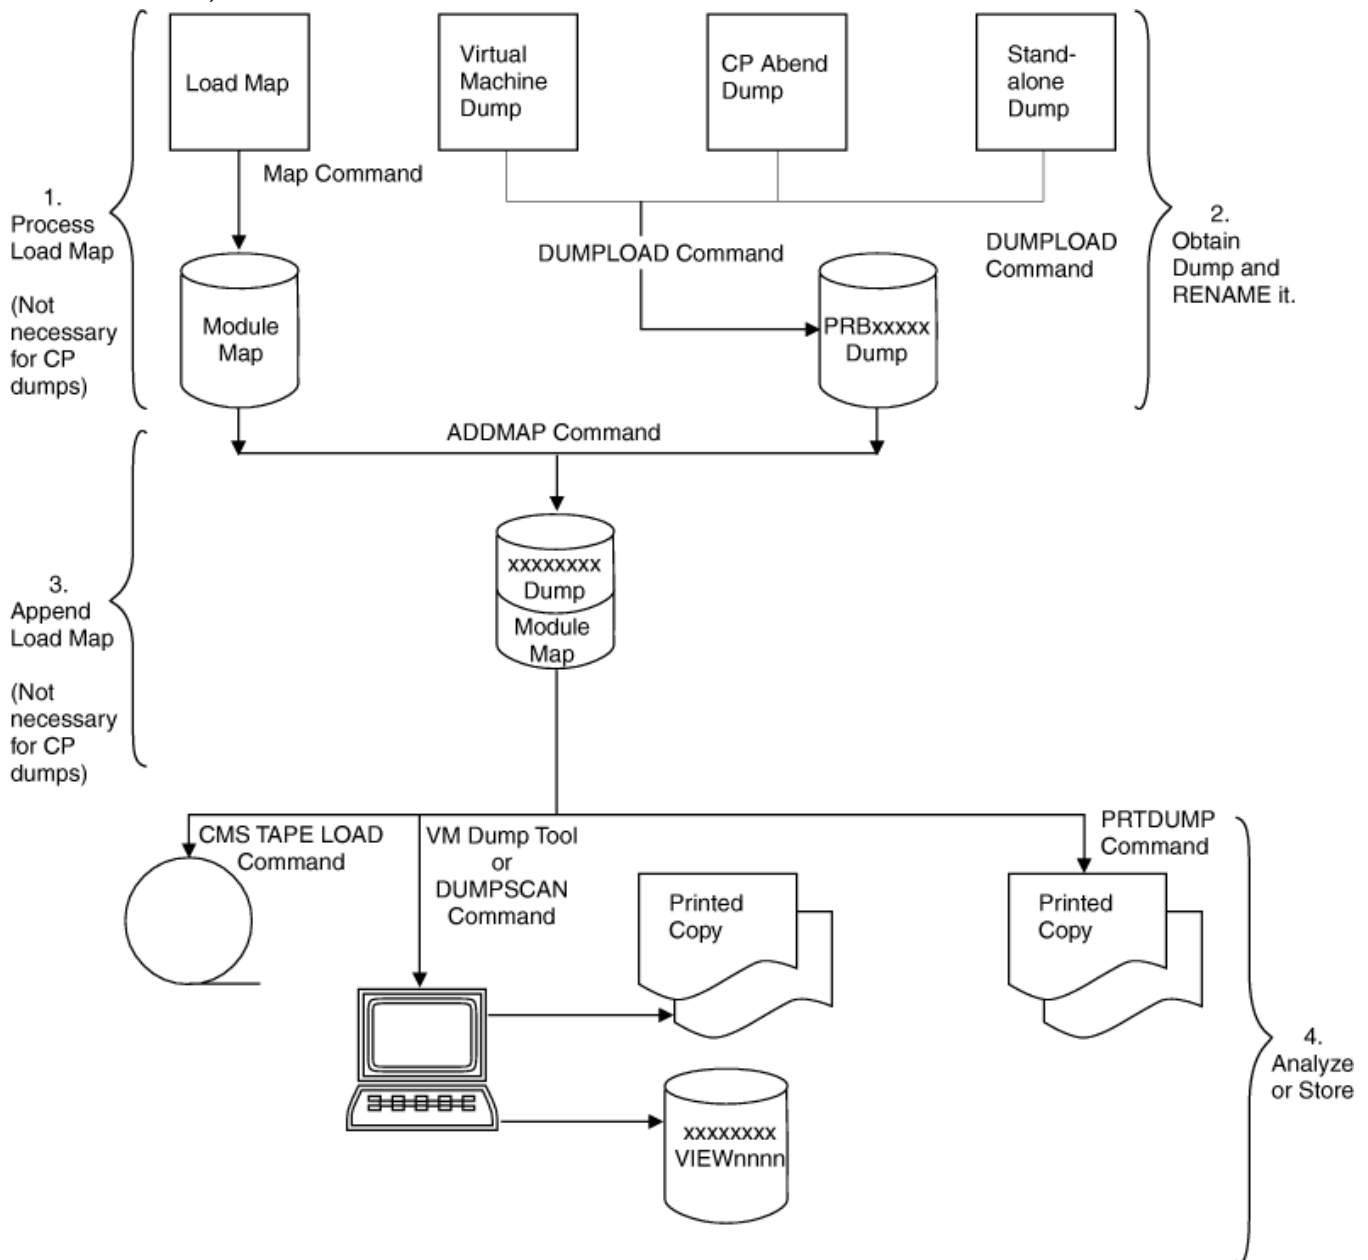 Load Map
Virtual
Machine
Dump
CP Abend
Dump
Stand-
alone
Dump
Map Command
1.
Process
Load Map
(Not
necessary
for CP
dumps)
DUMPLOAD Command
DUMPLOAD
Command
2.
Obtain
Dump and
RENAME it.
Module
Map
PRBxxxxx
Dump
ADDMAP Command
xxxxxxxx
Dump
Module
Map
3.
Append
Load Map
(Not
necessary
for CP
dumps)
CMS TAPE LOAD
Command
VM Dump Tool
or
DUMPSCAN
Command
PRTDUMP
Command
Printed
Copy
Printed
Copy
4.
Analyze
or Store
xxxxxxxx
VIEWnnnn